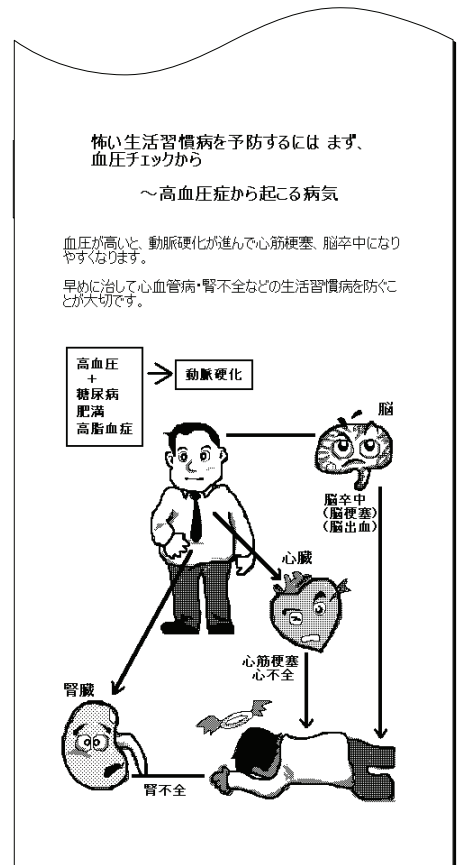 怖い生活習慣病を予防するには まず、
血圧チェックから
～高血圧症から起こる病気
血圧が高いと、動脈硬化が進んで心筋梗塞、脳卒中になり
やすくなります。
早めに治して心血管病・腎不全などの生活習慣病を防ぐこ
とが大切です。
高血圧
+
糖尿病
肥満
高脂血症
動脈硬化
脳
脳卒中
（脳梗塞）
（脳出血）
心臓
心筋梗塞
心不全
腎臓
腎不全